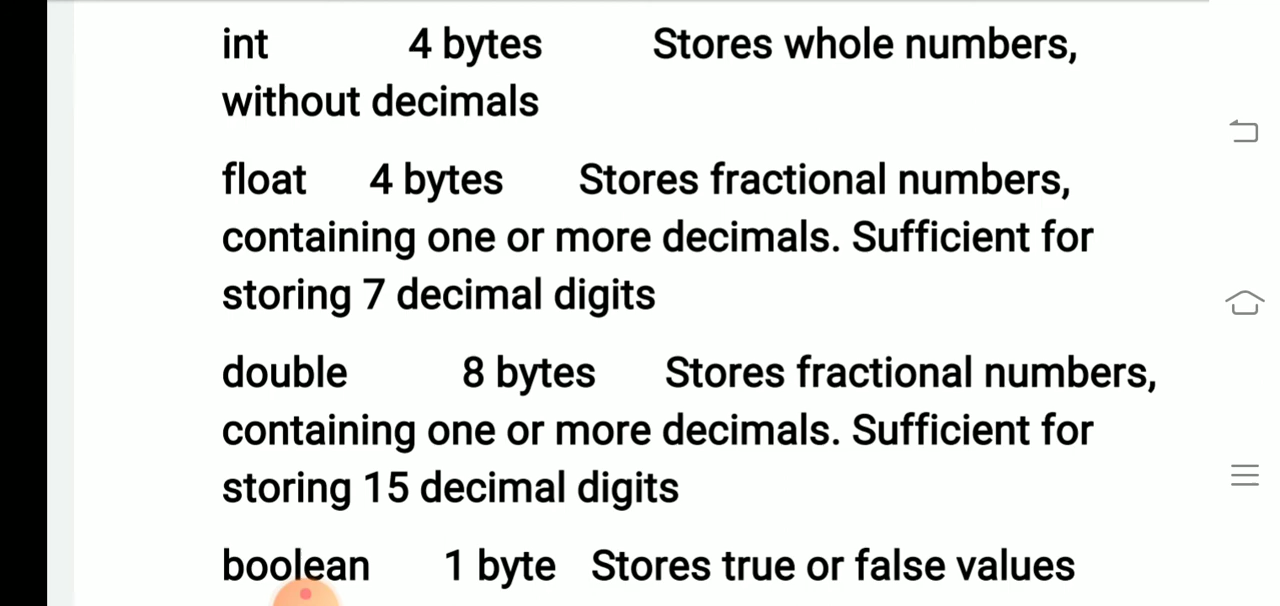 int 4 bytes Stores whole numbers,
without decimals
float 4 bytes Stores fractional numbers,
containing one or more decimals. Sufficient for
storing 7 decimal digits
double 8 bytes Stores fractional numbers,
containing one or more decimals. Sufficient for
storing 15 decimal digits
boolean 1 byte Stores true or false values